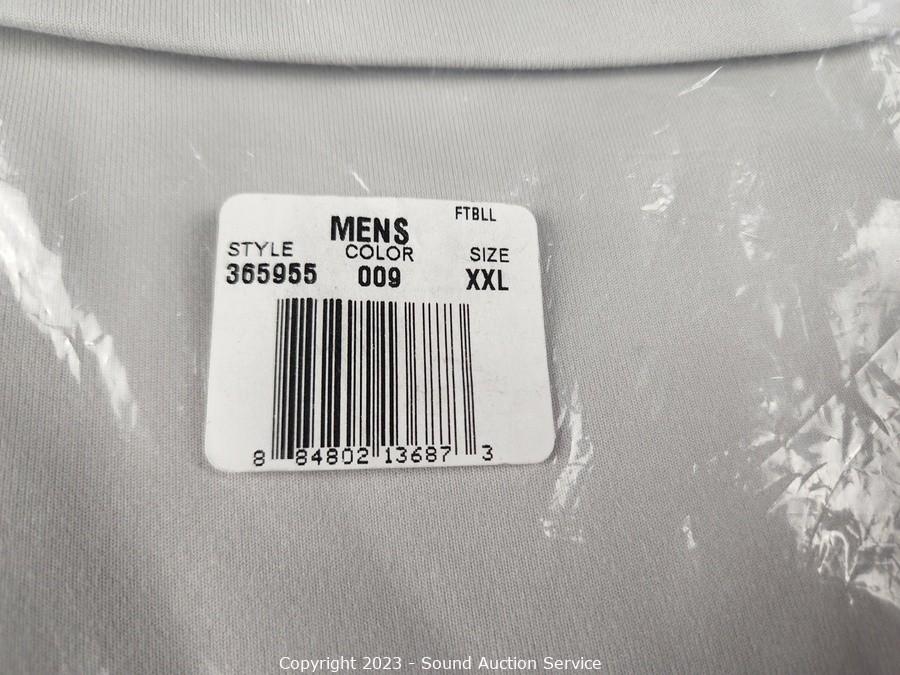 FTBLL
MENS
STYLE COLOR SIZE
365955 009 XXL
8 84802 13687 3
Copyright 2023 - Sound Auction Service